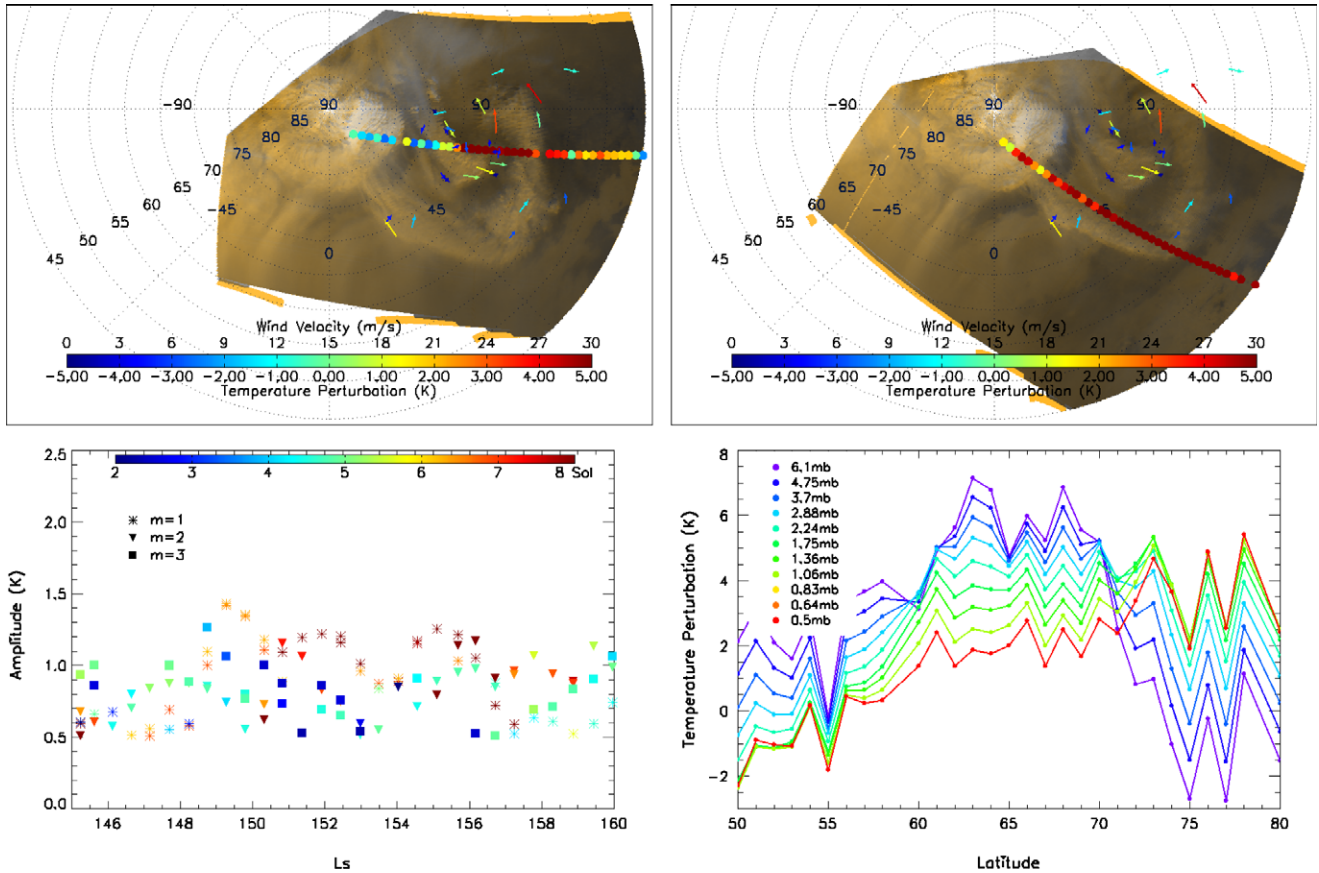 -90
90
90
85
80
75
70
65
60
55
50
45
-45
45
0
Wind Velocity (m/s)
0 3 6 9 12 15 18 21 24 27 30
-5.00 -4.00 -3.00 -2.00 -1.00 0.00 1.00 2.00 3.00 4.00 5.00
Temperature Perturbation (K)
-90
90
90
85
80
75
70
65
60
55
50
45
-45
45
0
Wind Velocity (m/s)
0 3 6 9 12 15 18 21 24 27 30
-5.00 -4.00 -3.00 -2.00 -1.00 0.00 1.00 2.00 3.00 4.00 5.00
Temperature Perturbation (K)
2.5
2.0
1.5
1.0
0.5
0.0
Amplitude (K)
2 3 4 5 6 7 8 Sol
m=1
m=2
m=3
146 148 150 152 154 156 158 160
Ls
8
6
4
2
0
-2
Temperature Perturbation (K)
6.1mb
4.75mb
3.7mb
2.88mb
2.24mb
1.75mb
1.36mb
1.06mb
0.83mb
0.64mb
0.5mb
50 55 60 65 70 75 80
Latitude